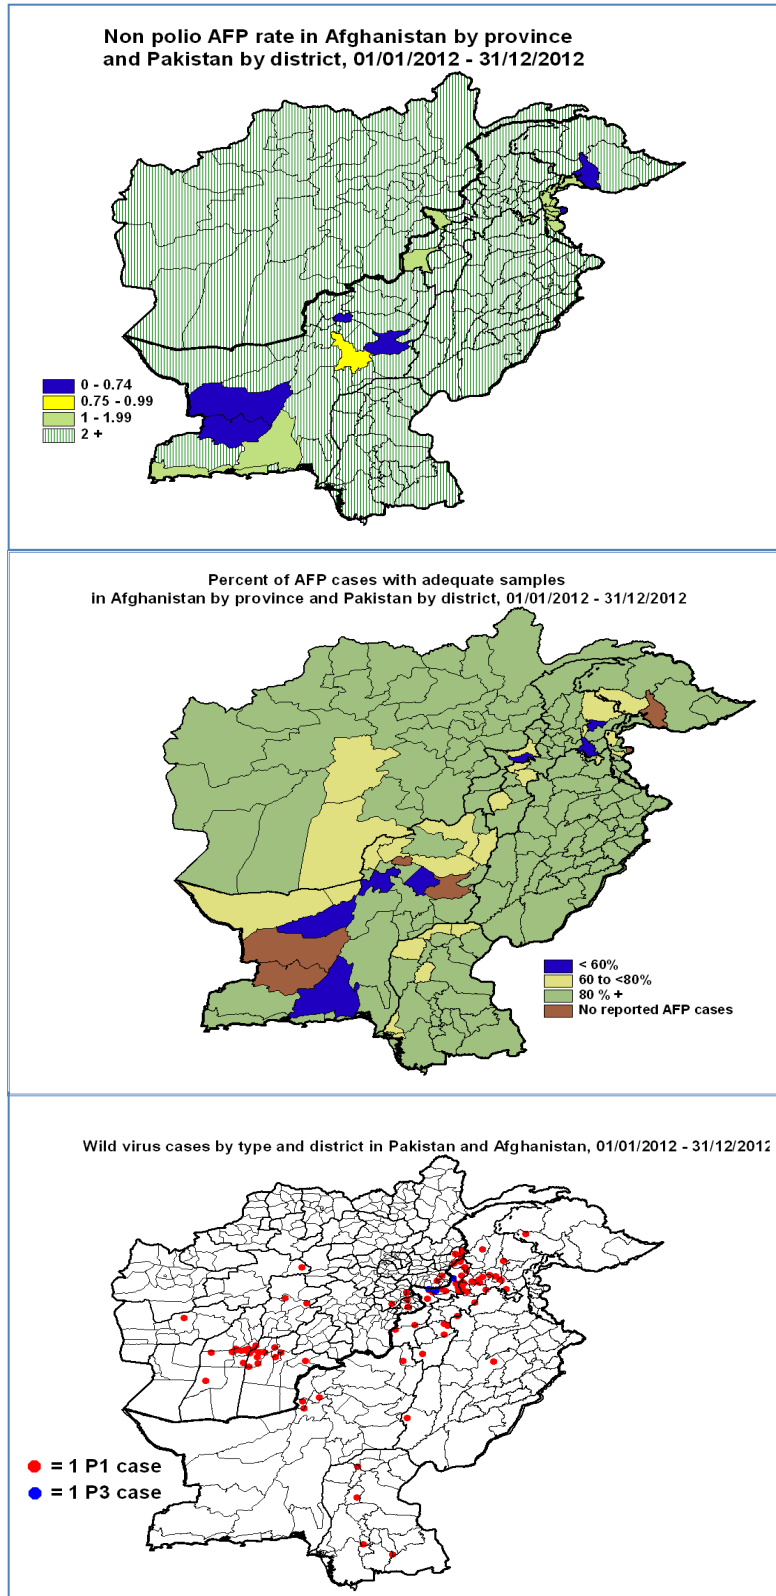 Non polio AFP rate in Afghanistan by province
and Pakistan by district, 01/01/2012 - 31/12/2012
0 - 0.74
0.75 - 0.99
1 - 1.99
2 +
Percent of AFP cases with adequate samples
in Afghanistan by province and Pakistan by district, 01/01/2012 - 31/12/2012
< 60%
60 to <80%
80 % +
No reported AFP cases
Wild virus cases by type and district in Pakistan and Afghanistan, 01/01/2012 - 31/12/2012
= 1 P1 case
= 1 P3 case